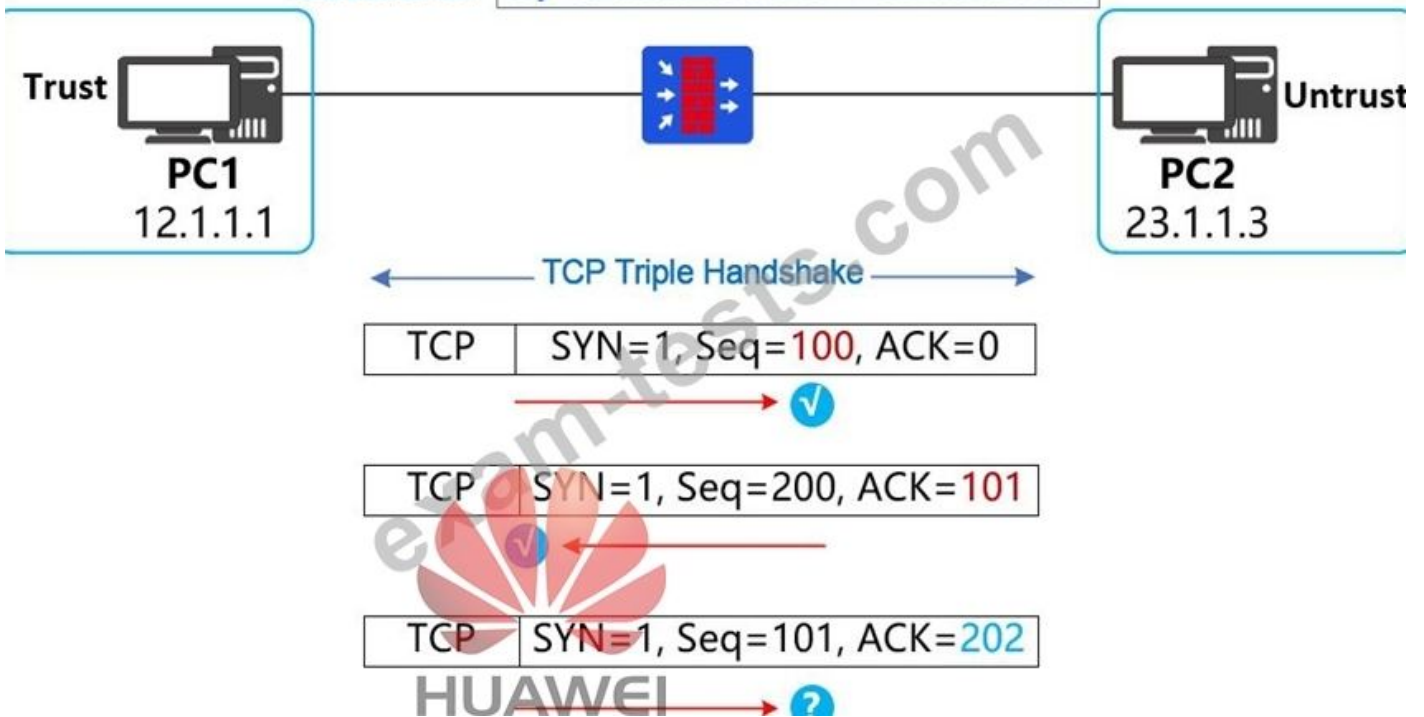 Trust
Untrust
PC1
12.1.1.1
PC2
23.1.1.3
TCP Triple Handshake
TCP SYN=1, Seq=100, ACK=0
√
TCP SYN=1, Seq=200, ACK=101
√
TCP SYN=1, Seq=101, ACK=202
?
HUAWEI
exam-tests.com